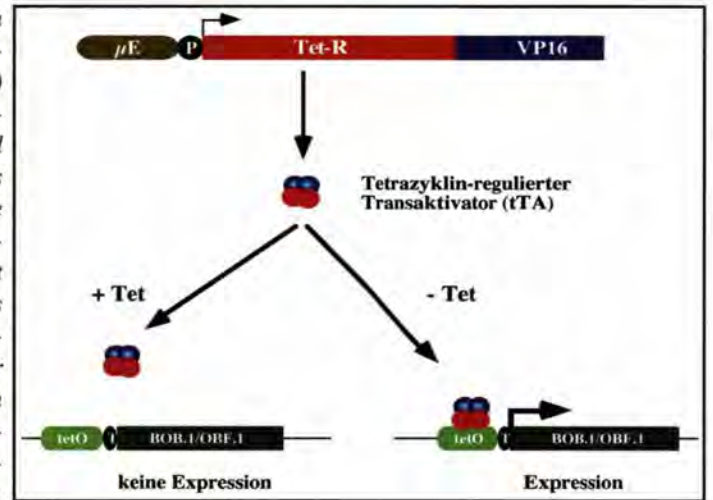 µE P Tet-R VP16
Tetrazyklin-regulierter
Transaktivator (tTA)
+ Tet - Tet
tetO T BOB.1/OBF.1 tetO T BOB.1/OBF.1
keine Expression Expression